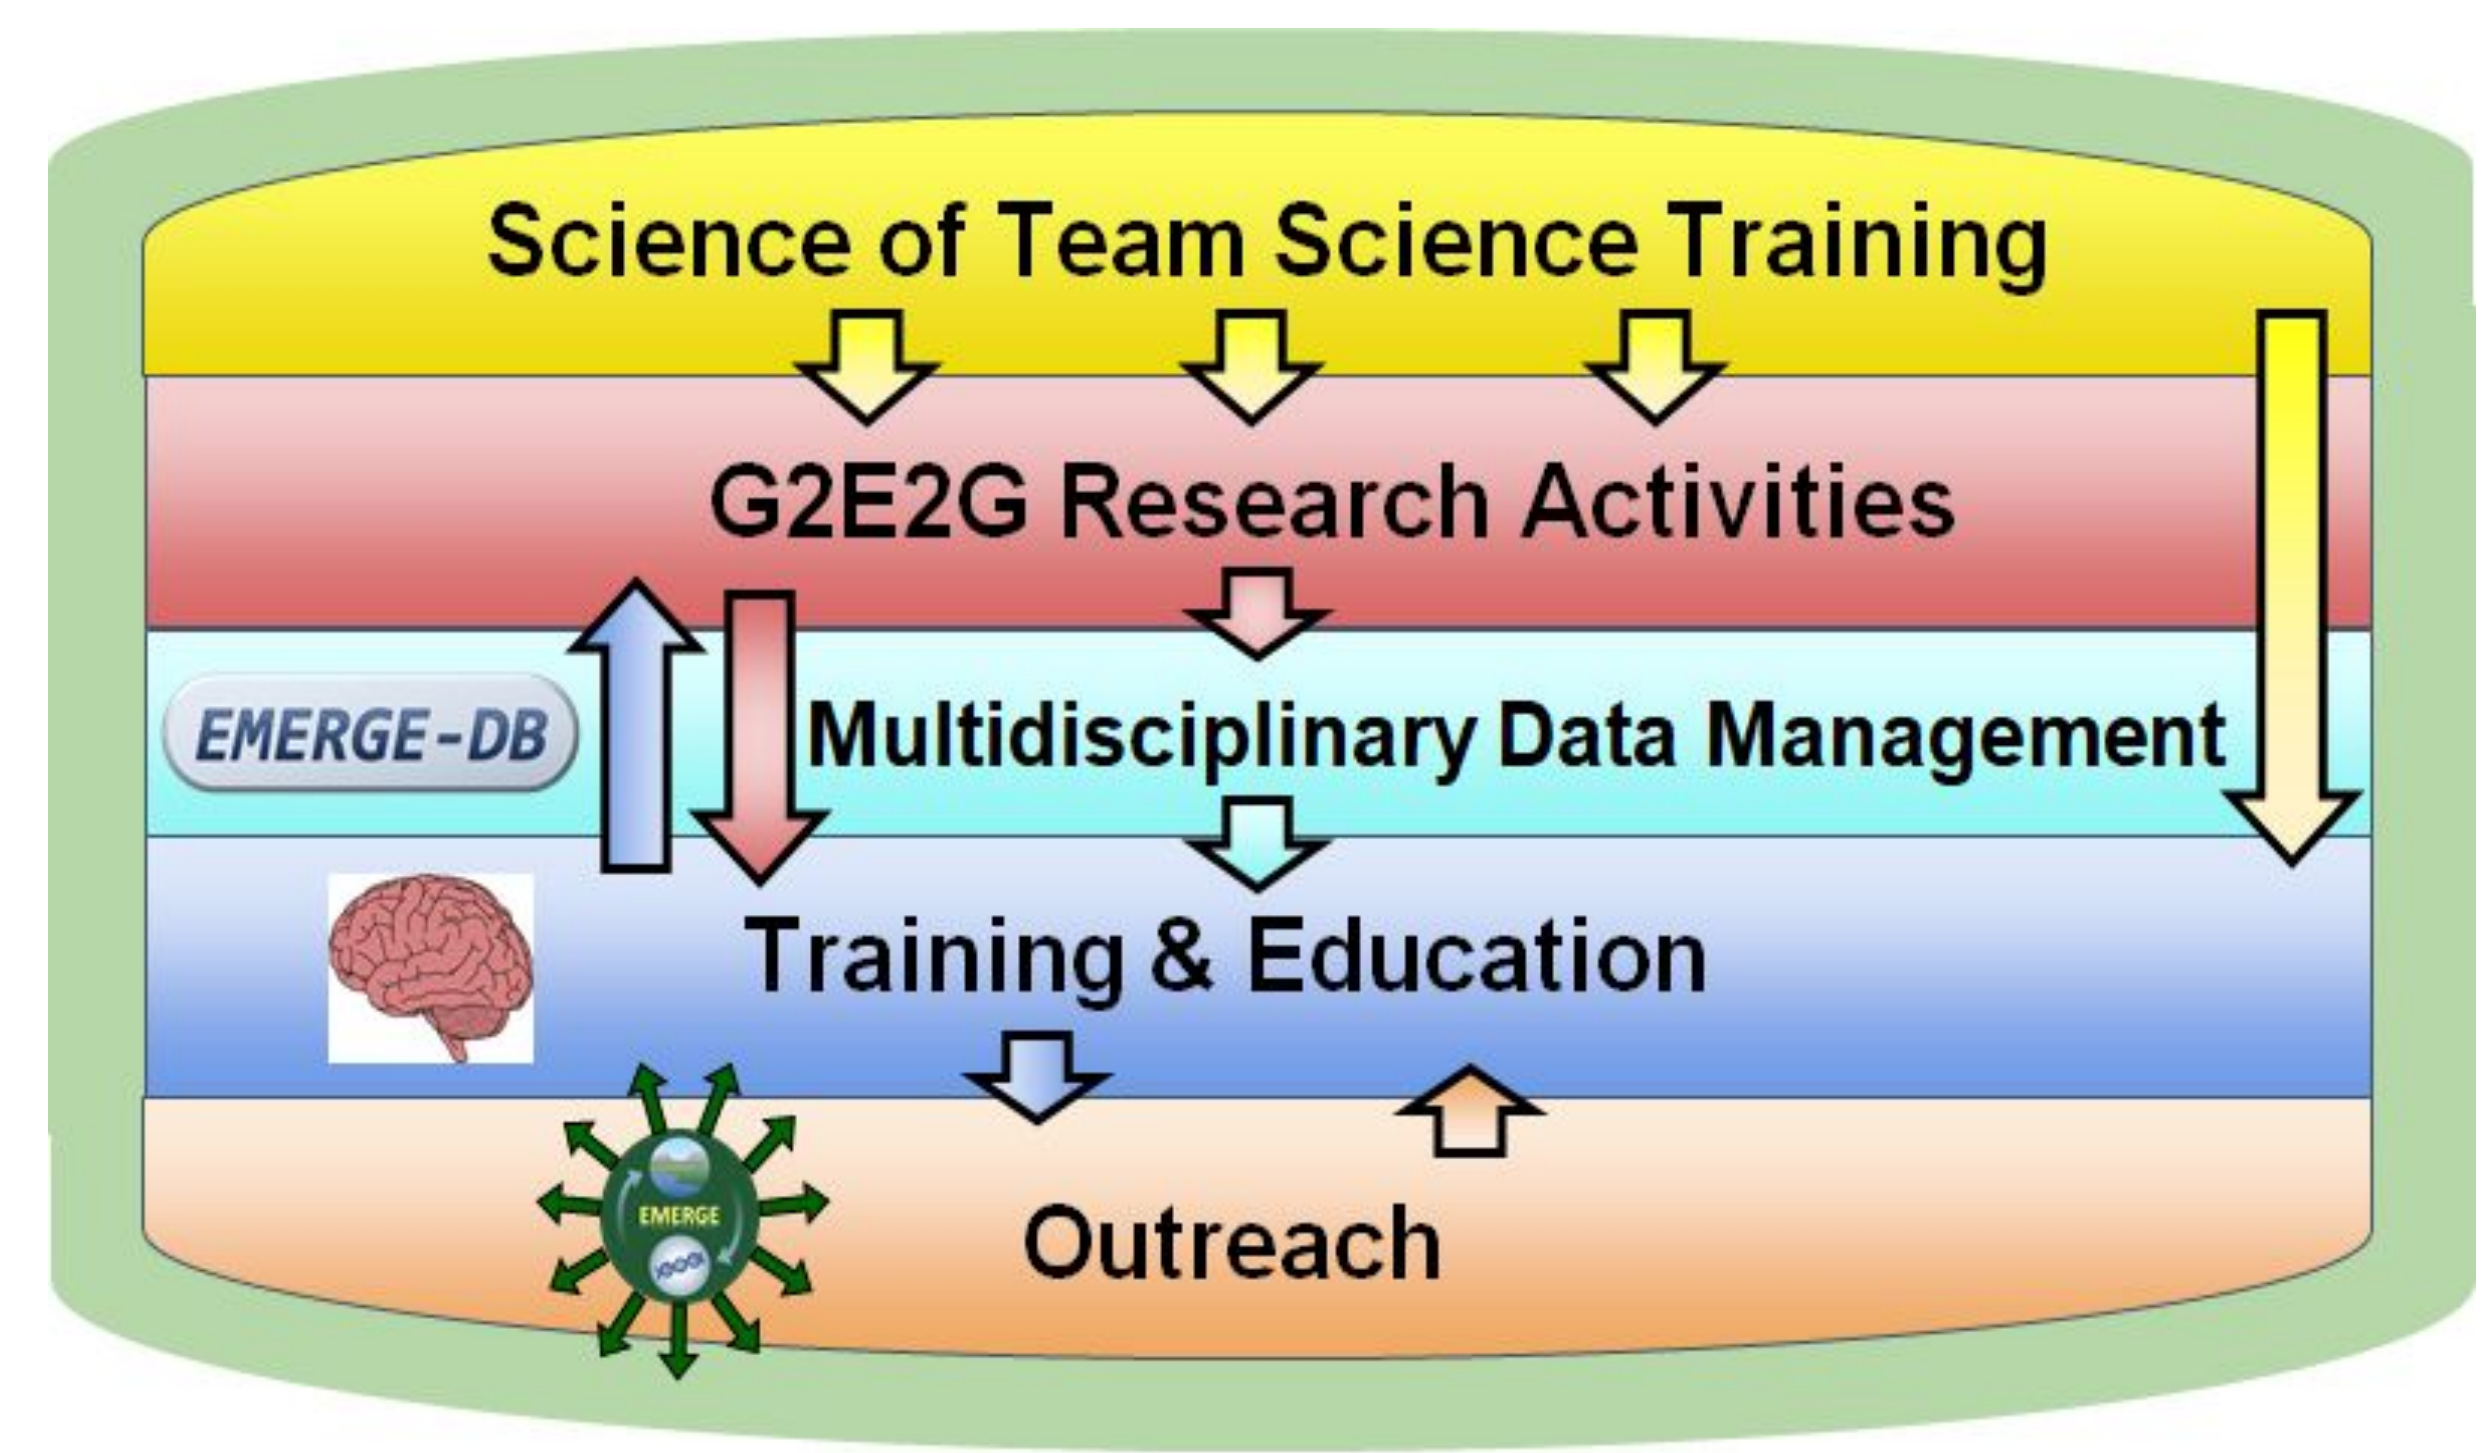 Science of Team Science Training
G2E2G Research Activities
EMERGE-DB
Multidisciplinary Data Management
Training & Education
EMERGE
Outreach